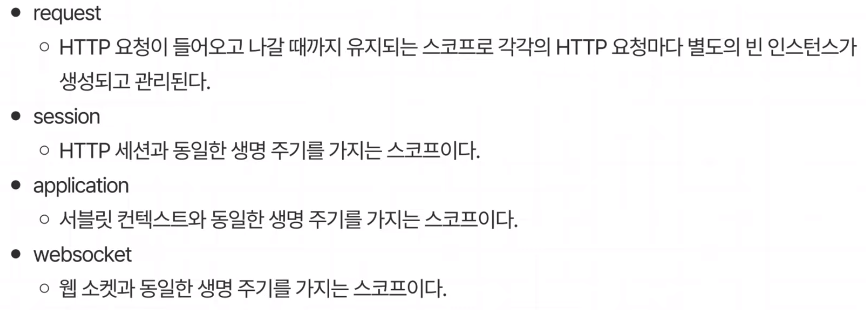 • request
○ HTTP 요청이 들어오고 나갈 때까지 유지되는 스코프로 각각의 HTTP 요청마다 별도의 빈 인스턴스가
생성되고 관리된다.
• session
○ HTTP 세션과 동일한 생명 주기를 가지는 스코프이다.
• application
○ 서블릿 컨텍스트와 동일한 생명 주기를 가지는 스코프이다.
• websocket
○ 웹 소켓과 동일한 생명 주기를 가지는 스코프이다.